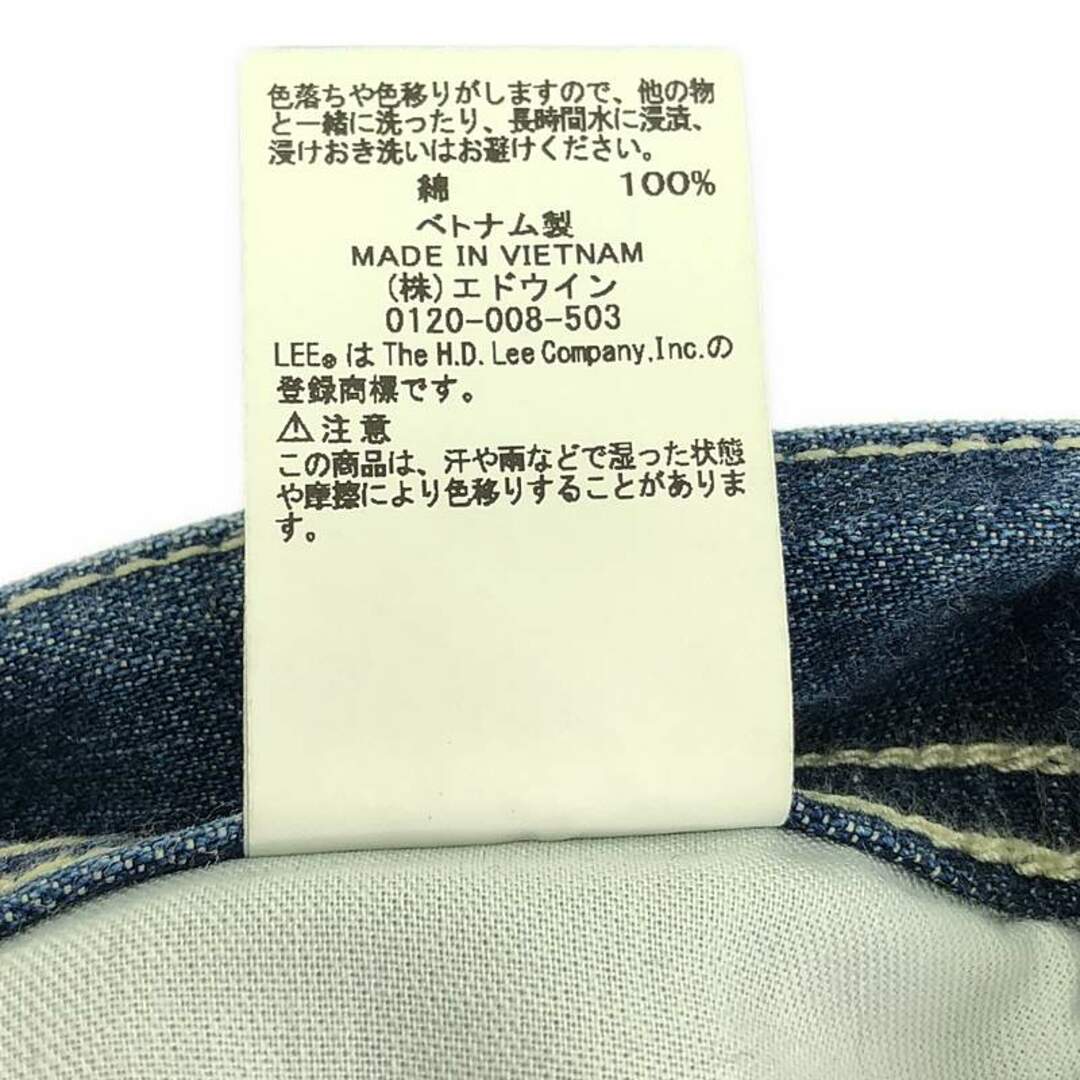 色落ちや色移りがしますので、他の物
と一緒に洗ったり、長時間水に浸漬、
浸けおき洗いはお避けください。
綿 100%
ベトナム製
MADE IN VIETNAM
(株)エドウイン
0120-008-503
LEE®は The H.D. Lee Company,Inc.の
登録商標です。
⚠注意
この商品は、汗や雨などで湿った状態
や摩擦により色移りすることがありま
す。